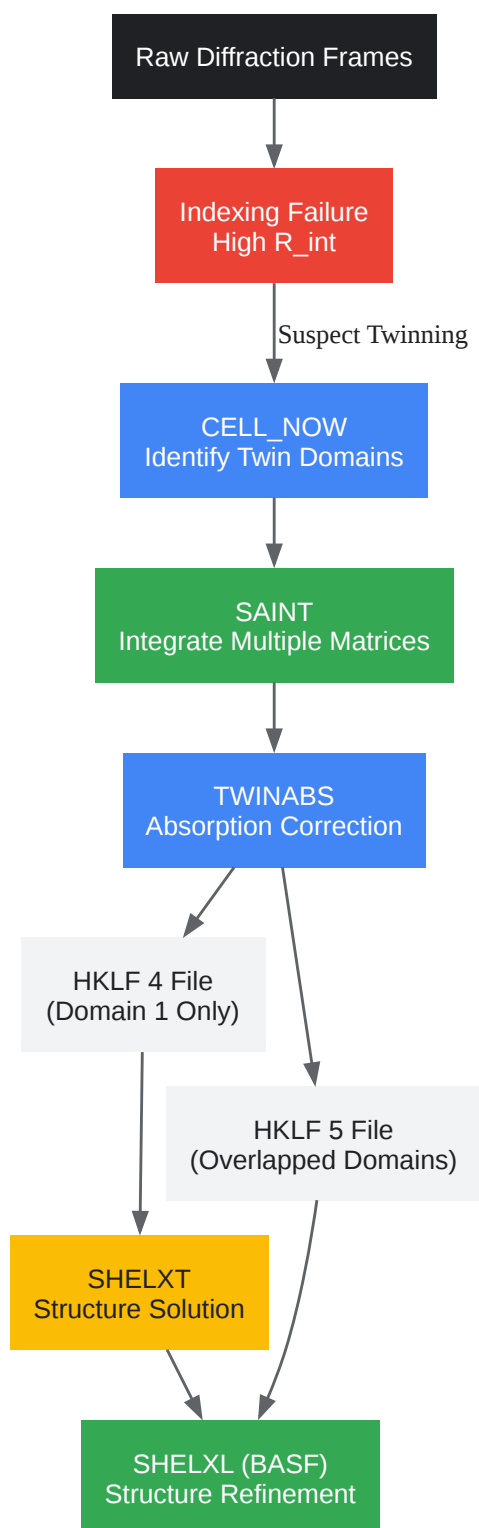 Raw Diffraction Frames
Indexing Failure
High R_int
Suspect Twinning
CELL_NOW
Identify Twin Domains
SAINT
Integrate Multiple Matrices
TWINABS
Absorption Correction
HKLF 4 File
(Domain 1 Only)
HKLF 5 File
(Overlapped Domains)
SHELXT
Structure Solution
SHELXL (BASF)
Structure Refinement